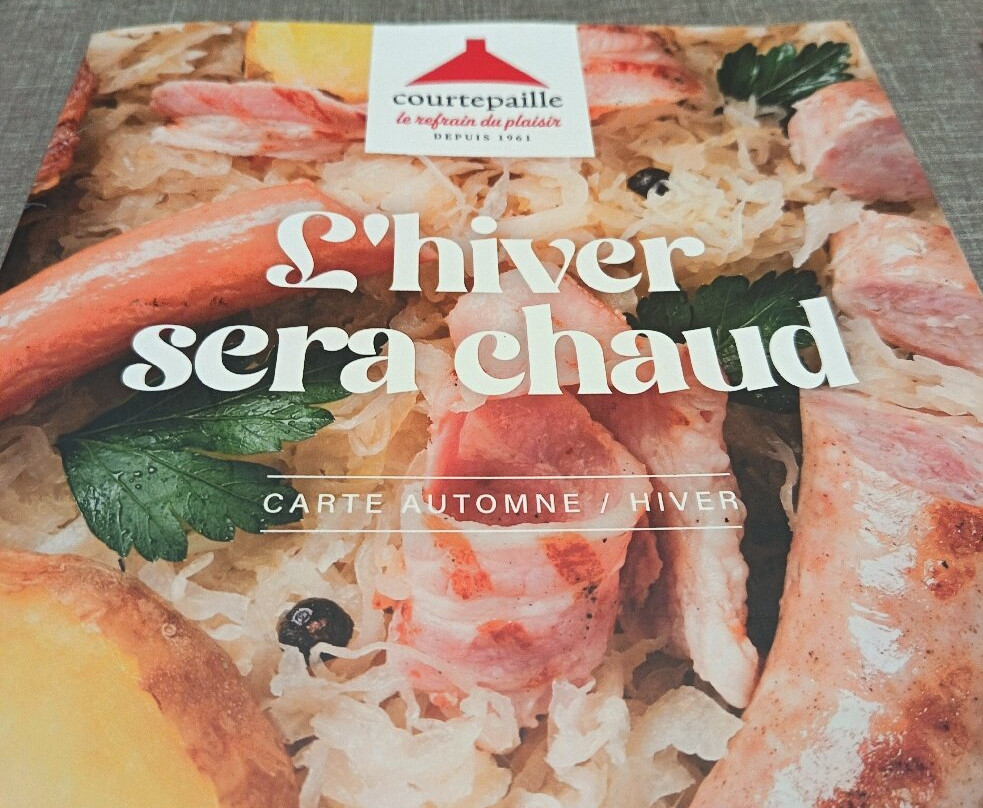 courtepaille
le refrain du plaisir
DEPUIS 1961
L'hiver
sera chaud
CARTE AUTOMNE / HIVER